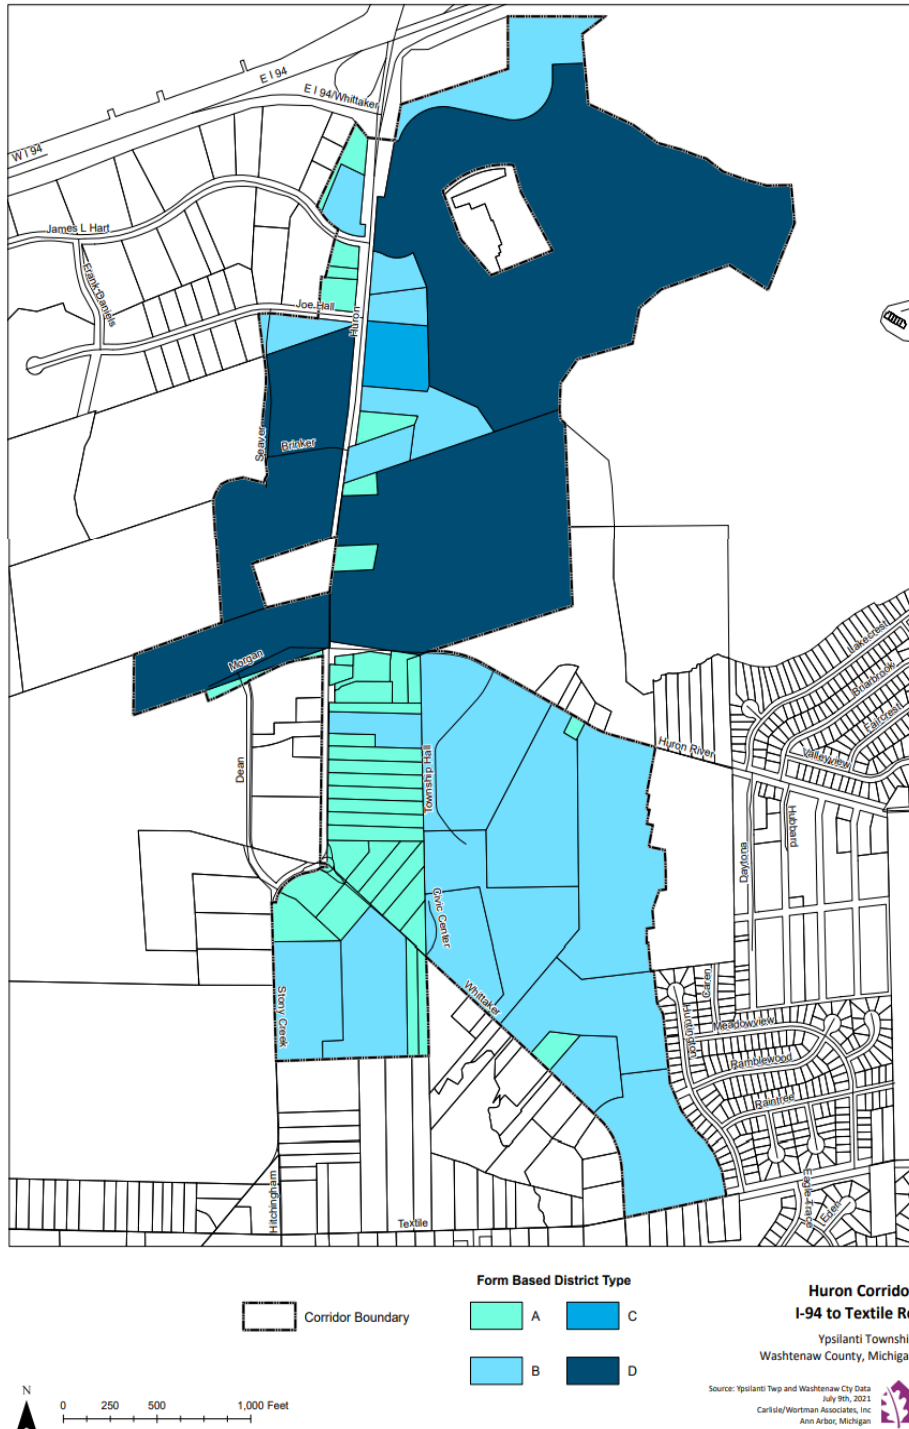 E I 94
E I 94/Whittaker
W I 94
James L Hart
Frank Daniels
Joe Hall
Huron
Seaver
Brinker
Morgan
Dean
Township Hall
Huron River
Lakecrest
Briarbrook
Faircrest
Valleyview
Hubbard
Daytona
Civic Center
Whittaker
Stony Creek
Caren
Huntington
Meadowview
Ramblewood
Raintree
Eagle Trace
Eden
Hitchingham
Textile
Form Based District Type
Corridor Boundary
A
C
B
D
Huron Corrido
I-94 to Textile R
Ypsilanti Townshi
Washtenaw County, Michiga
Source: Ypsilanti Twp and Washtenaw Cty Data
July 9th, 2021
Carlisle/Wortman Associates, Inc
Ann Arbor, Michigan
N
0 250 500 1,000 Feet